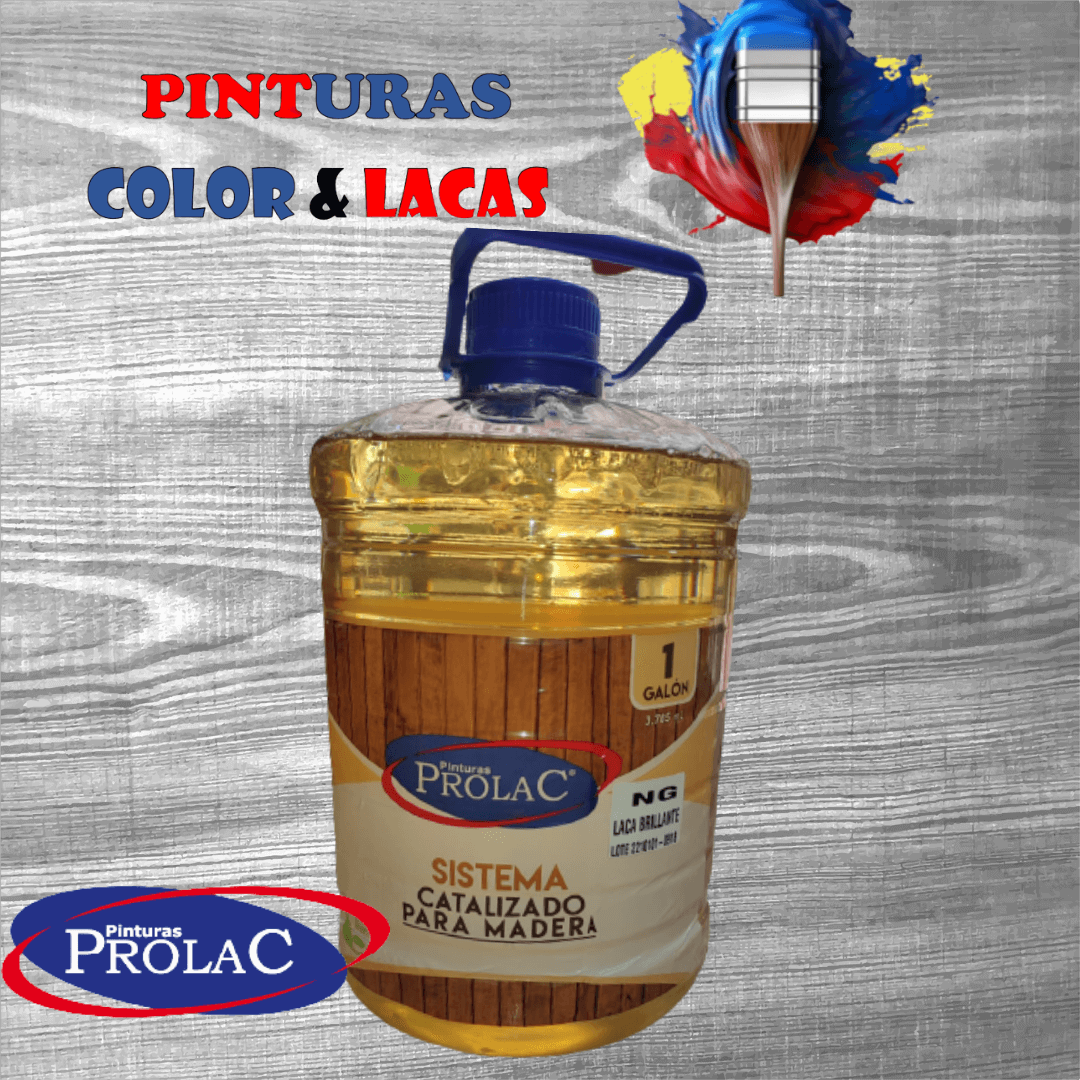 PINTURAS
COLOR & LACAS
1
GALÓN
Pinturas
PROLAC®
NG
LACA BRILLANTE
SISTEMA
CATALIZADO
PARA MADERA
Pinturas
PROLAC